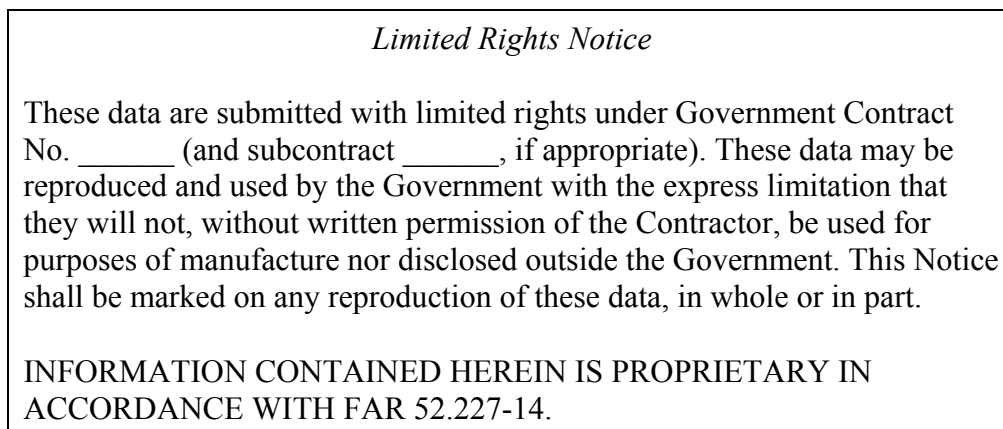 Limited Rights Notice
These data are submitted with limited rights under Government Contract
No. ______ (and subcontract ______, if appropriate). These data may be
reproduced and used by the Government with the express limitation that
they will not, without written permission of the Contractor, be used for
purposes of manufacture nor disclosed outside the Government. This Notice
shall be marked on any reproduction of these data, in whole or in part.
INFORMATION CONTAINED HEREIN IS PROPRIETARY IN
ACCORDANCE WITH FAR 52.227-14.